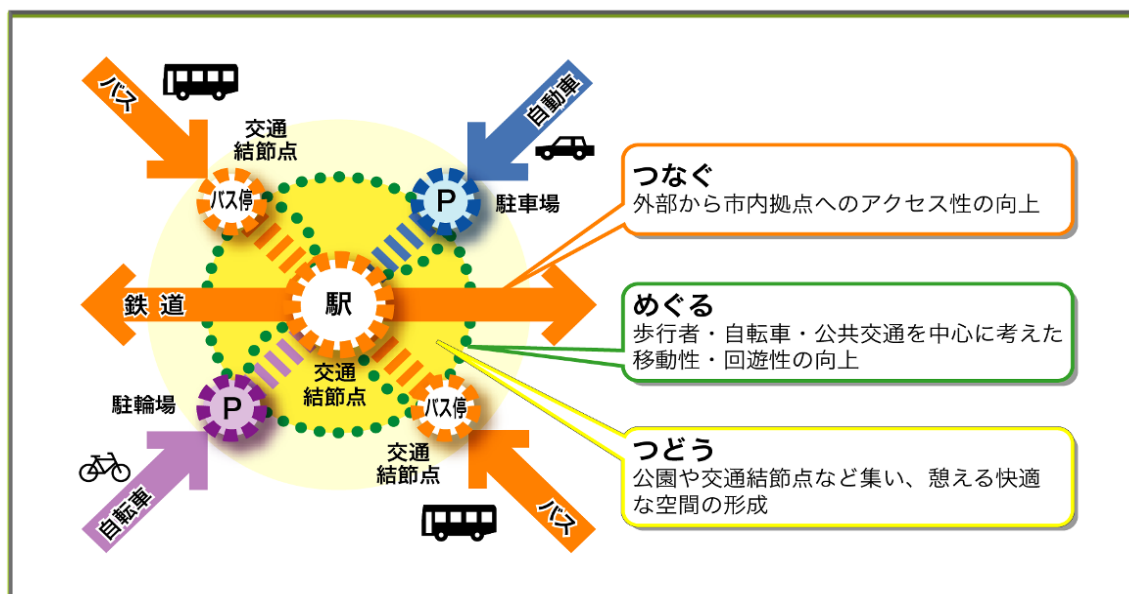 バス
自動車
交通
結節点
バス停
P
駐車場
鉄道
駅
交通
結節点
駐輪場
P
バス停
交通
結節点
自転車
バス
つなぐ
外部から市内拠点へのアクセス性の向上
めぐる
歩行者・自転車・公共交通を中心に考えた
移動性・回遊性の向上
つどう
公園や交通結節点など集い、憩える快適
な空間の形成